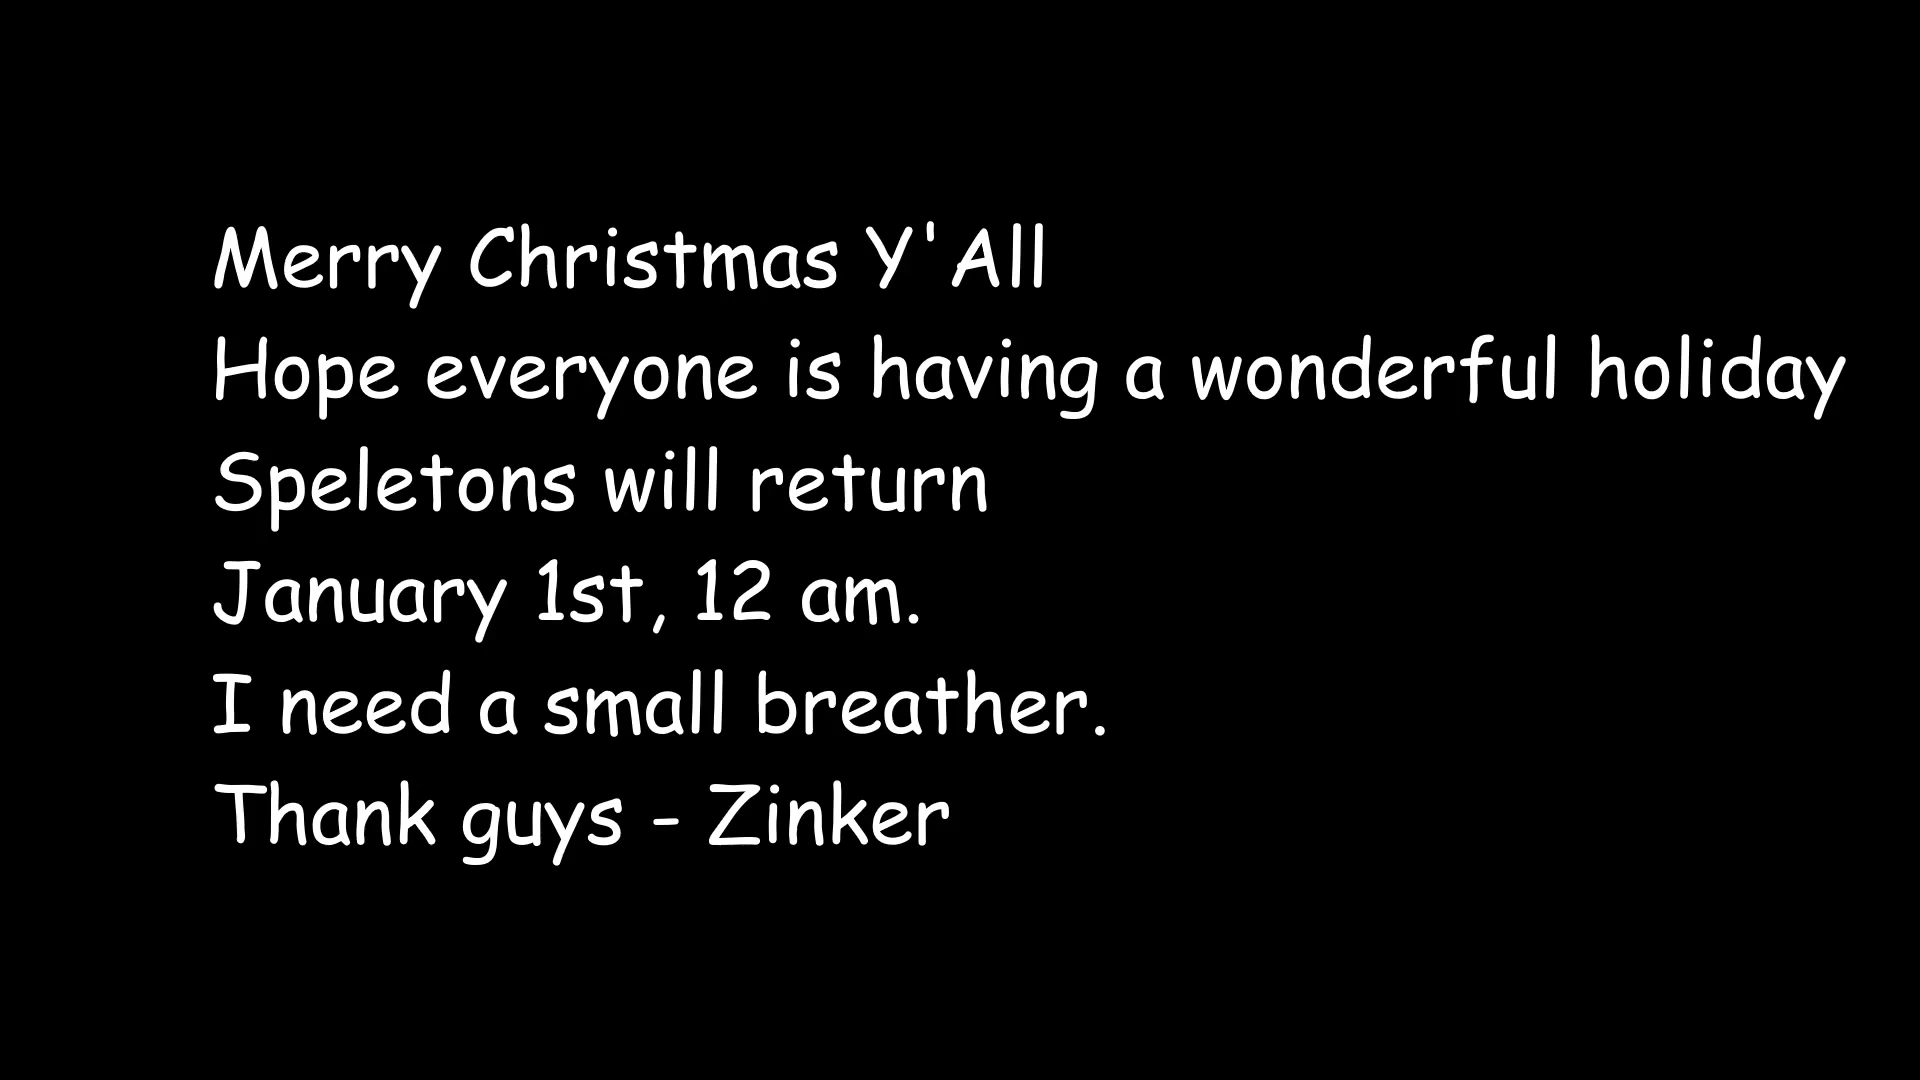 Merry Christmas Y'All
Hope everyone is having a wonderful holiday
Speletons will return
January 1st, 12 am.
I need a small breather.
Thank guys - Zinker